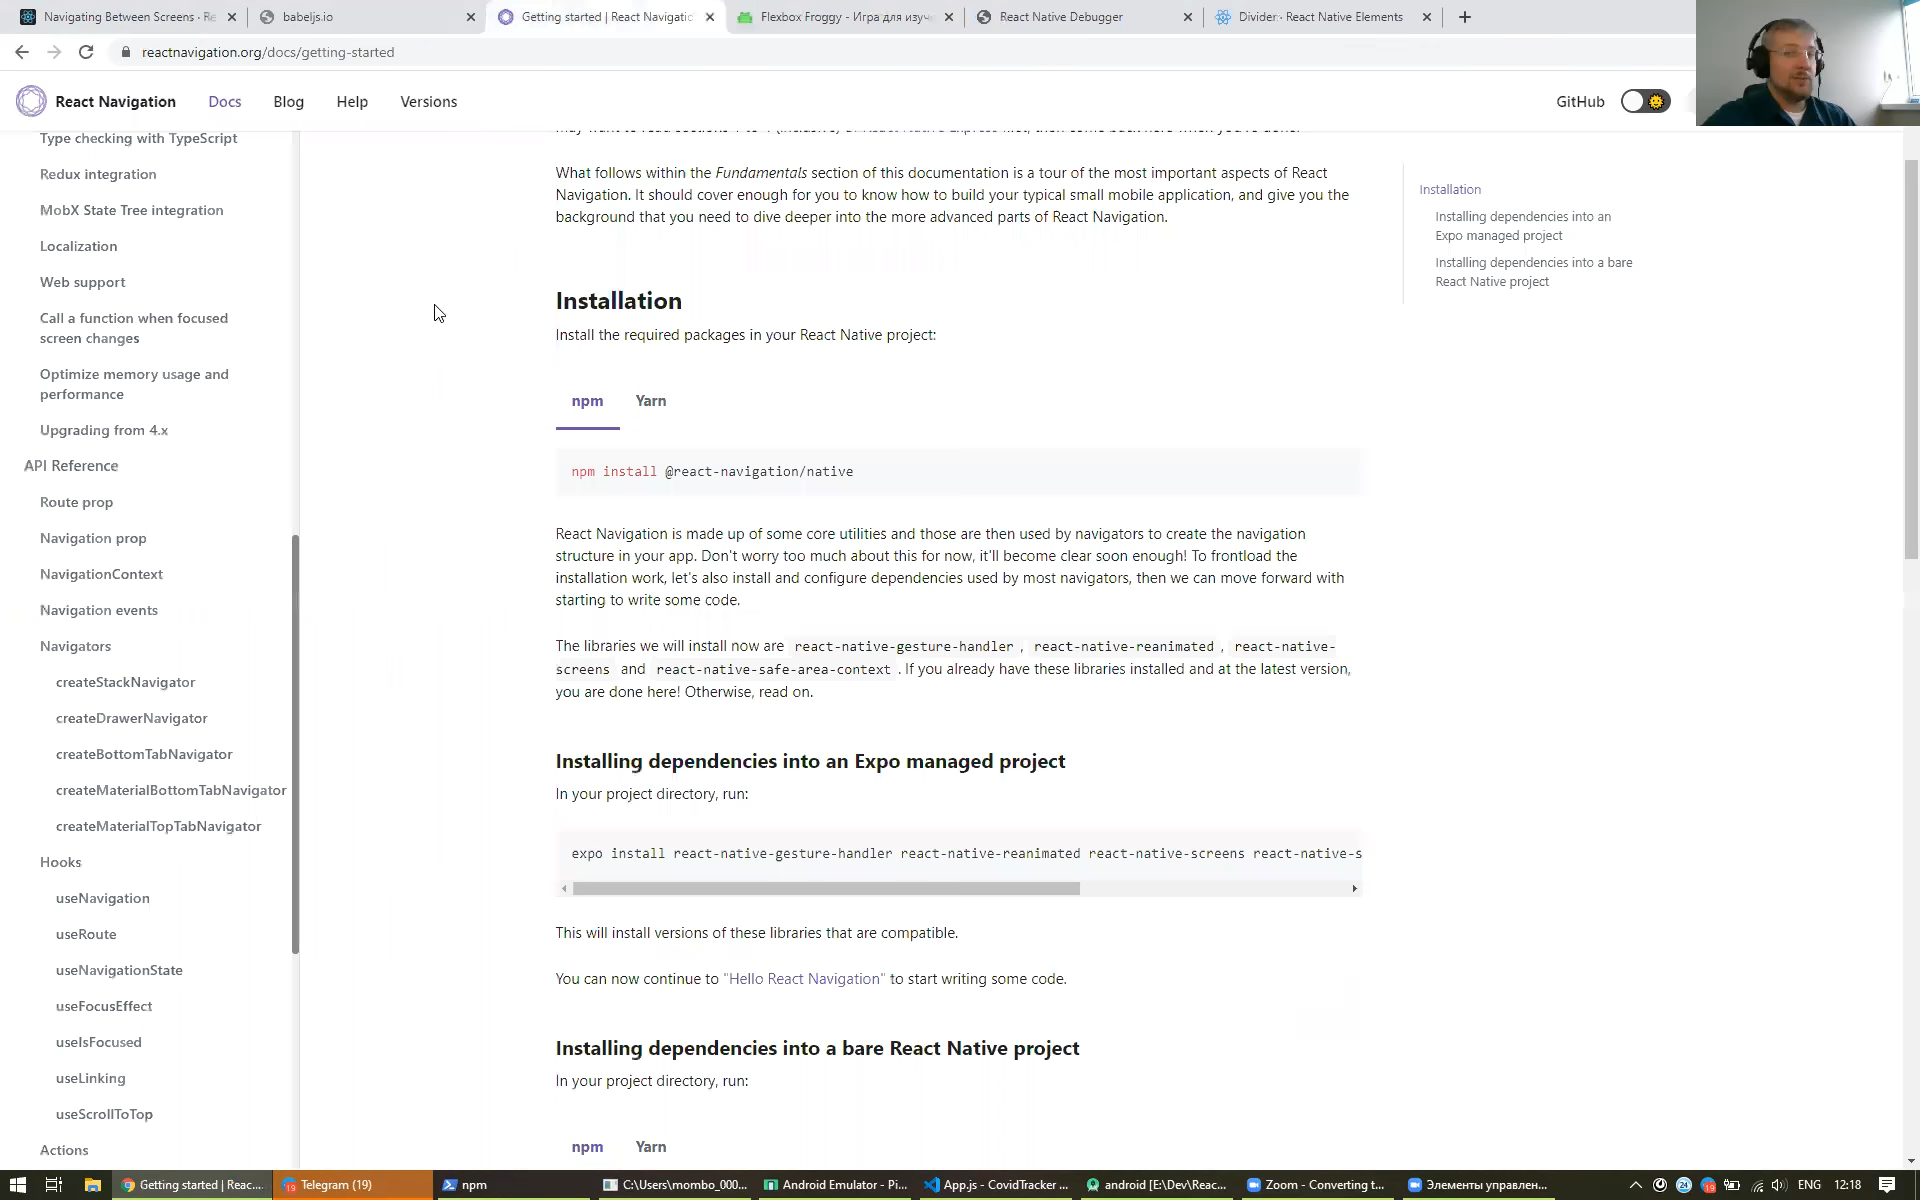 Navigating Between Screens · Re
babeljs.io
Getting started | React Navigatio
Flexbox Froggy - Игра для изуче
React Native Debugger
Divider · React Native Elements
reactnavigation.org/docs/getting-started
React Navigation
Docs
Blog
Help
Versions
GitHub
Type checking with TypeScript
Redux integration
MobX State Tree integration
Localization
Web support
Call a function when focused
screen changes
Optimize memory usage and
performance
Upgrading from 4.x
API Reference
Route prop
Navigation prop
NavigationContext
Navigation events
Navigators
createStackNavigator
createDrawerNavigator
createBottomTabNavigator
createMaterialBottomTabNavigator
createMaterialTopTabNavigator
Hooks
useNavigation
useRoute
useNavigationState
useFocusEffect
useIsFocused
useLinking
useScrollToTop
Actions
What follows within the Fundamentals section of this documentation is a tour of the most important aspects of React
Navigation. It should cover enough for you to know how to build your typical small mobile application, and give you the
background that you need to dive deeper into the more advanced parts of React Navigation.
Installation
Install the required packages in your React Native project:
npm Yarn
npm install @react-navigation/native
React Navigation is made up of some core utilities and those are then used by navigators to create the navigation
structure in your app. Don't worry too much about this for now, it'll become clear soon enough! To frontload the
installation work, let's also install and configure dependencies used by most navigators, then we can move forward with
starting to write some code.
The libraries we will install now are react-native-gesture-handler , react-native-reanimated , react-native-
screens and react-native-safe-area-context . If you already have these libraries installed and at the latest version,
you are done here! Otherwise, read on.
Installing dependencies into an Expo managed project
In your project directory, run:
expo install react-native-gesture-handler react-native-reanimated react-native-screens react-native-s
This will install versions of these libraries that are compatible.
You can now continue to "Hello React Navigation" to start writing some code.
Installing dependencies into a bare React Native project
In your project directory, run:
npm Yarn
Installation
Installing dependencies into an
Expo managed project
Installing dependencies into a bare
React Native project
Getting started | Reac...
Telegram (19)
npm
C:\Users\mombo_000...
Android Emulator - Pi...
App.js - CovidTracker ...
android [E:\Dev\Reac...
Zoom - Converting t...
Элементы управлен...
24
19
ENG
12:18